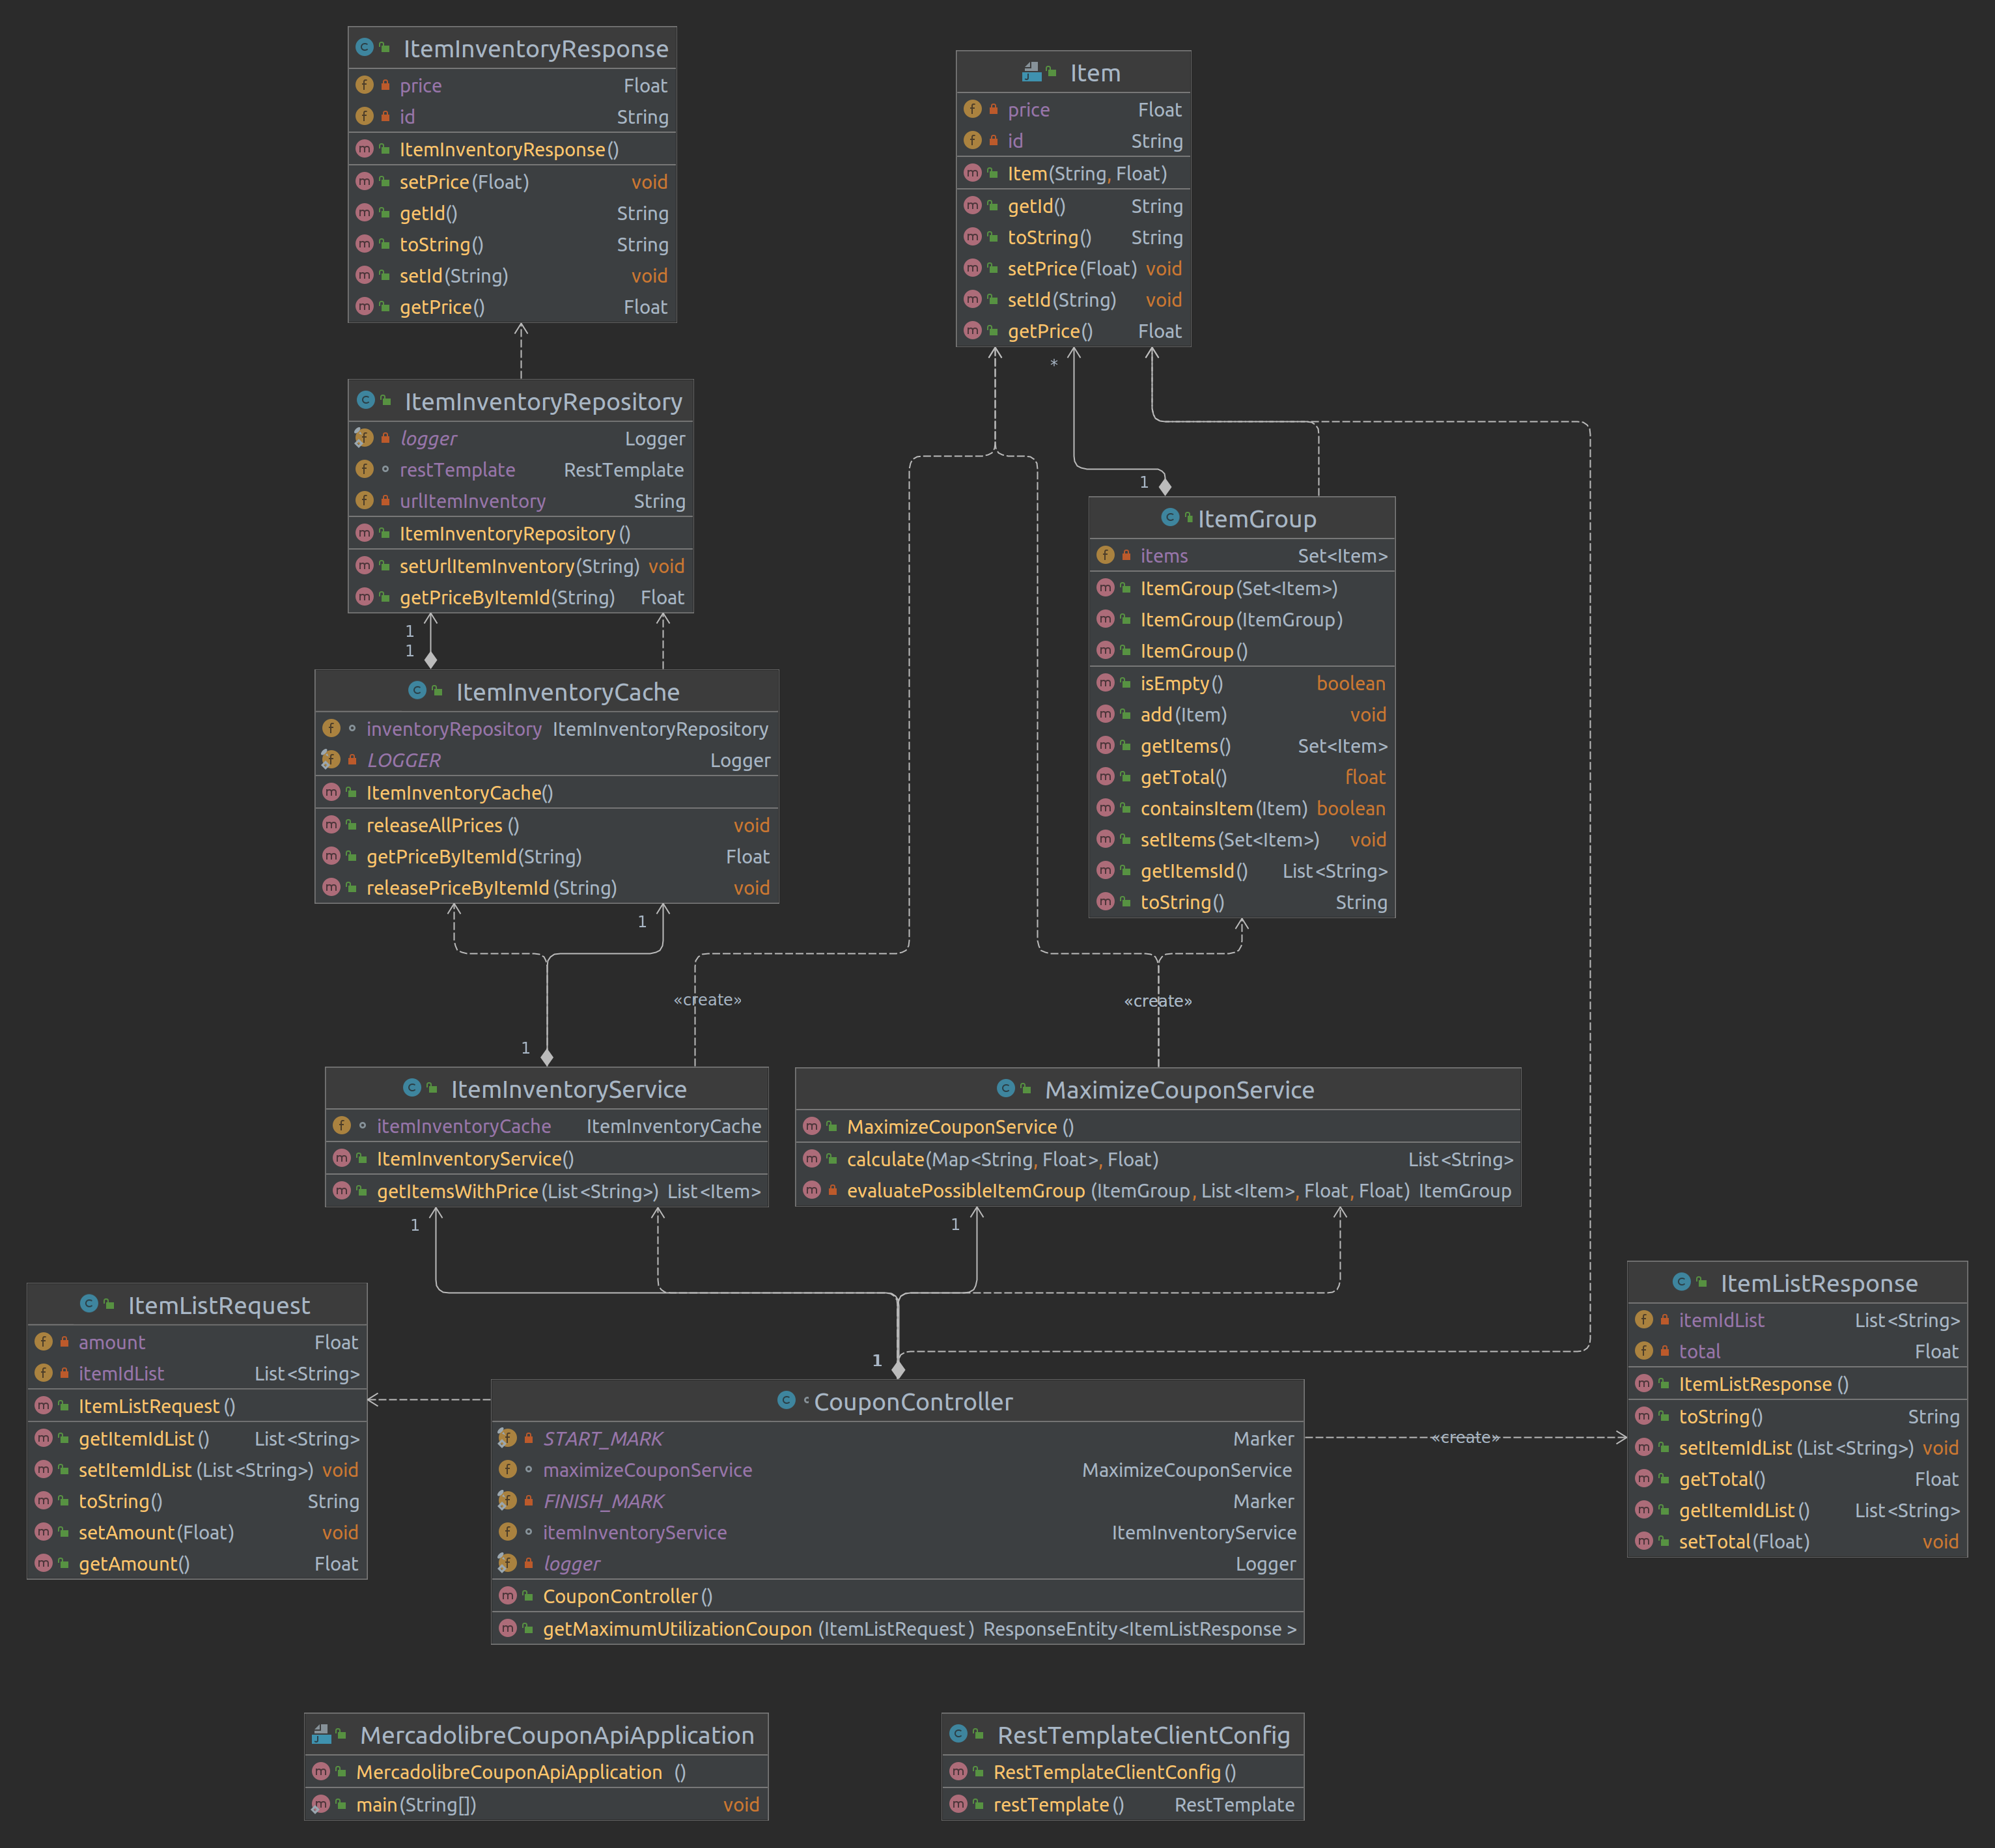 ItemInventoryResponse
price Float
id String
ItemInventoryResponse()
setPrice(Float) void
getId() String
toString() String
setId(String) void
getPrice() Float
Item
price Float
id String
Item(String, Float)
getId() String
toString() String
setPrice(Float) void
setId(String) void
getPrice() Float
*
1
ItemInventoryRepository
logger Logger
restTemplate RestTemplate
urlItemInventory String
ItemInventoryRepository()
setUrlItemInventory(String) void
getPriceByItemId(String) Float
1
1
ItemGroup
items Set<Item>
ItemGroup(Set<Item>)
ItemGroup(ItemGroup)
ItemGroup()
isEmpty() boolean
add(Item) void
getItems() Set<Item>
getTotal() float
containsItem(Item) boolean
setItems(Set<Item>) void
getItemsId() List<String>
toString() String
ItemInventoryCache
inventoryRepository ItemInventoryRepository
LOGGER Logger
ItemInventoryCache()
releaseAllPrices() void
getPriceByItemId(String) Float
releasePriceByItemId(String) void
1
«create»
«create»
1
ItemInventoryService
itemInventoryCache ItemInventoryCache
ItemInventoryService()
getItemsWithPrice(List<String>) List<Item>
MaximizeCouponService
MaximizeCouponService()
calculate(Map<String, Float>, Float) List<String>
evaluatePossibleItemGroup(ItemGroup, List<Item>, Float, Float) ItemGroup
1
1
1
ItemListRequest
amount Float
itemIdList List<String>
ItemListRequest()
getItemIdList() List<String>
setItemIdList(List<String>) void
toString() String
setAmount(Float) void
getAmount() Float
CouponController
START_MARK Marker
maximizeCouponService MaximizeCouponService
FINISH_MARK Marker
itemInventoryService ItemInventoryService
logger Logger
CouponController()
getMaximumUtilizationCoupon(ItemListRequest) ResponseEntity<ItemListResponse>
«create»
ItemListResponse
itemIdList List<String>
total Float
ItemListResponse()
toString() String
setItemIdList(List<String>) void
getTotal() Float
getItemIdList() List<String>
setTotal(Float) void
MercadolibreCouponApiApplication
MercadolibreCouponApiApplication()
main(String[]) void
RestTemplateClientConfig
RestTemplateClientConfig()
restTemplate() RestTemplate